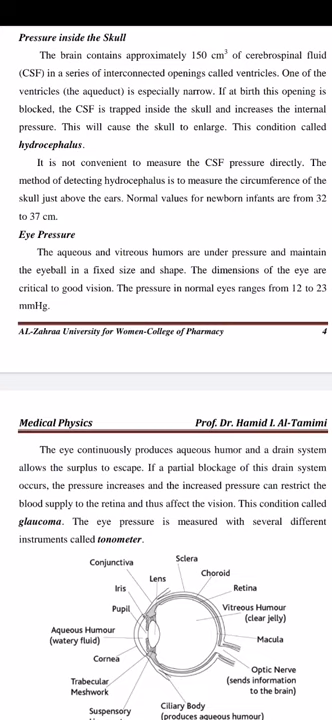 Pressure inside the Skull
The brain contains approximately 150 cm³ of cerebrospinal fluid
(CSF) in a series of interconnected openings called ventricles. One of the
ventricles (the aqueduct) is especially narrow. If at birth this opening is
blocked, the CSF is trapped inside the skull and increases the internal
pressure. This will cause the skull to enlarge. This condition called
hydrocephalus.
It is not convenient to measure the CSF pressure directly. The
method of detecting hydrocephalus is to measure the circumference of the
skull just above the ears. Normal values for newborn infants are from 32
to 37 cm.
Eye Pressure
The aqueous and vitreous humors are under pressure and maintain
the eyeball in a fixed size and shape. The dimensions of the eye are
critical to good vision. The pressure in normal eyes ranges from 12 to 23
mmHg.
AL-Zahraa University for Women-College of Pharmacy 4
Medical Physics Prof. Dr. Hamid I. Al-Tamimi
The eye continuously produces aqueous humor and a drain system
allows the surplus to escape. If a partial blockage of this drain system
occurs, the pressure increases and the increased pressure can restrict the
blood supply to the retina and thus affect the vision. This condition called
glaucoma. The eye pressure is measured with several different
instruments called tonometer.
Sclera
Conjunctiva
Choroid
Lens
Iris
Retina
Pupil
Vitreous Humour
(clear jelly)
Aqueous Humour
(watery fluid)
Macula
Cornea
Optic Nerve
(sends information
to the brain)
Trabecular
Meshwork
Ciliary Body
(produces aqueous humour)
Suspensory